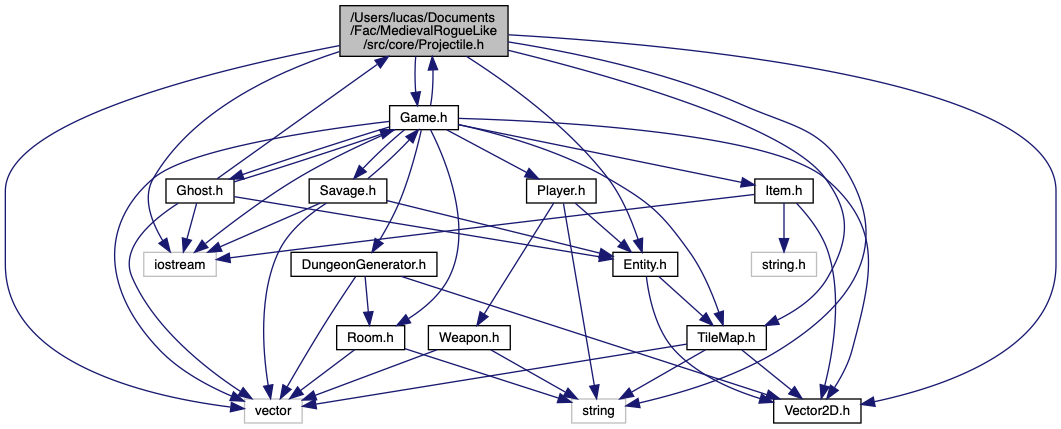 /Users/lucas/Documents
/Fac/MedievalRogueLike
/src/core/Projectile.h
Game.h
Ghost.h
Savage.h
Player.h
Item.h
iostream
DungeonGenerator.h
Entity.h
string.h
Room.h
Weapon.h
TileMap.h
vector
string
Vector2D.h